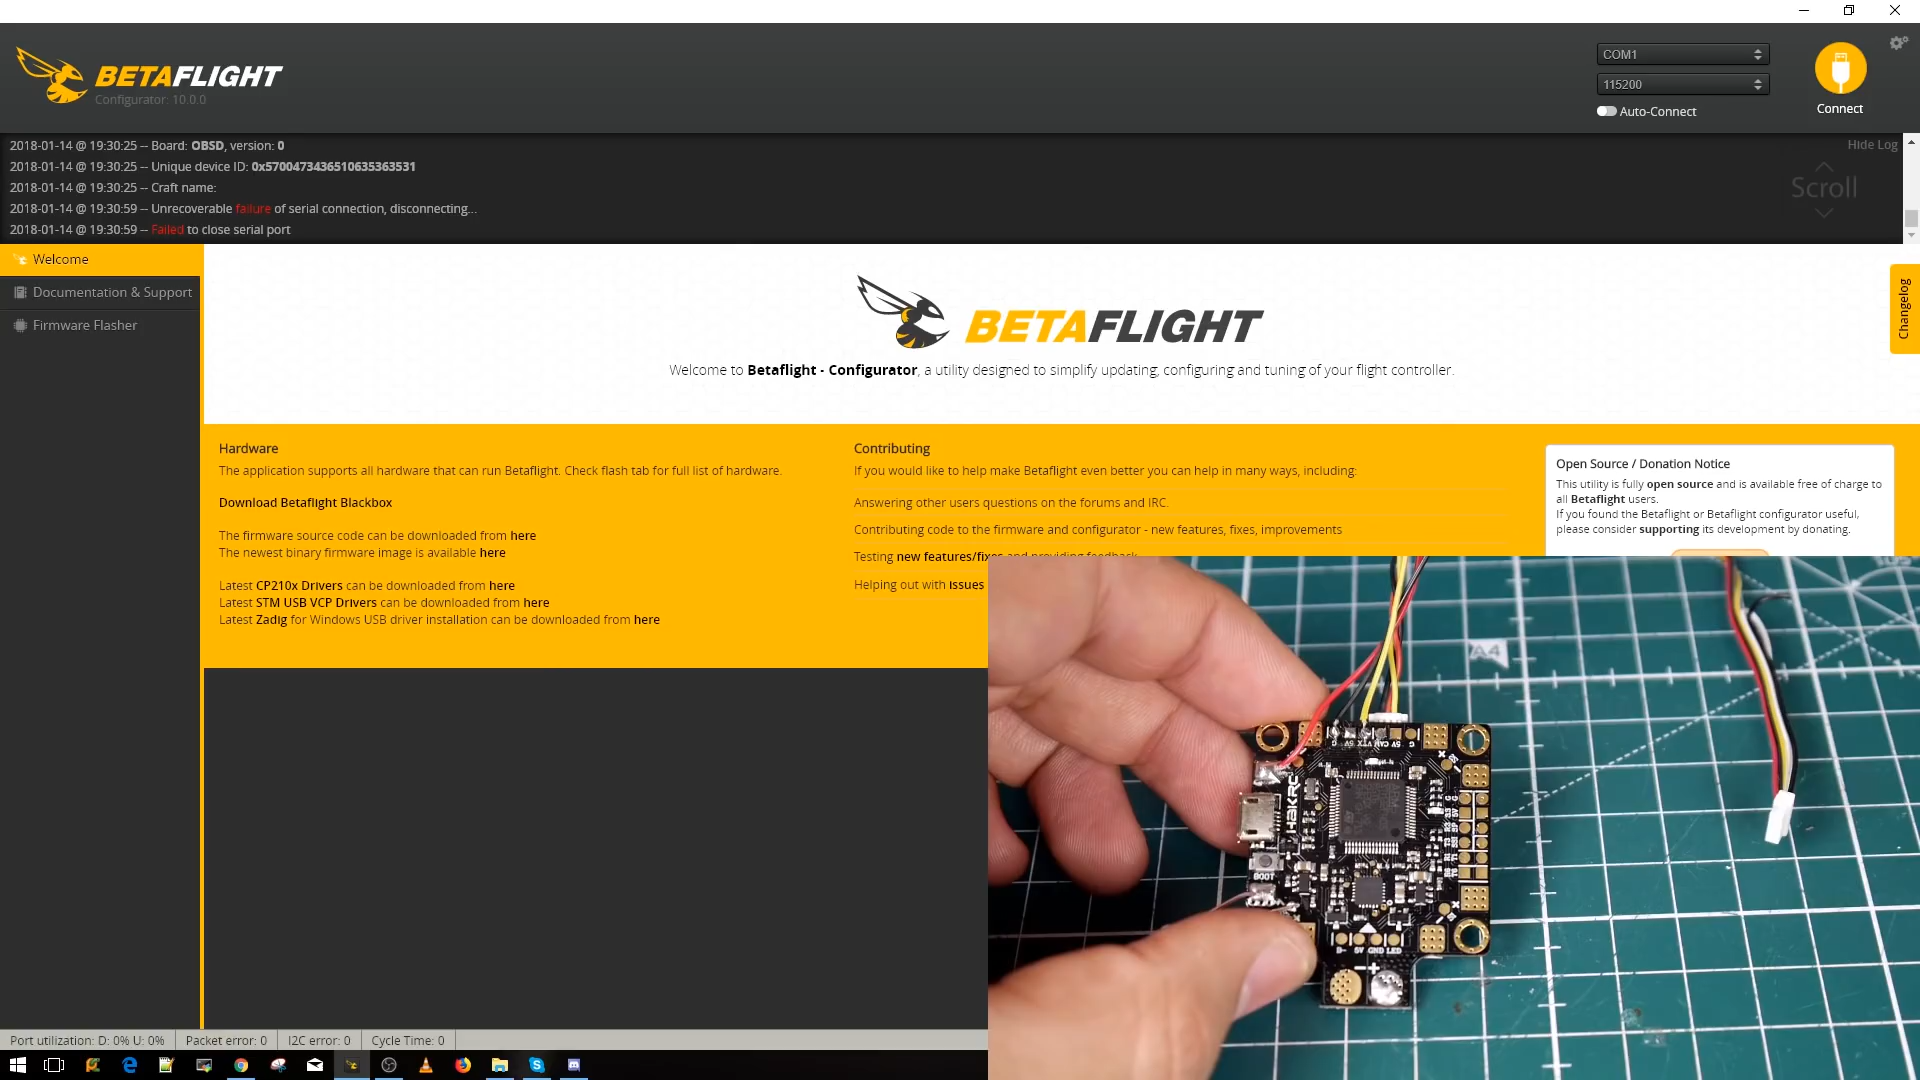 BETAFLIGHT
Configurator: 10.0.0
COM1
115200
Auto-Connect
Connect
2018-01-14 @ 19:30:25 -- Board: OBSD, version: 0
2018-01-14 @ 19:30:25 -- Unique device ID: 0x5700473436510635363531
2018-01-14 @ 19:30:25 -- Craft name:
2018-01-14 @ 19:30:59 -- Unrecoverable failure of serial connection, disconnecting...
2018-01-14 @ 19:30:59 -- Failed to close serial port
Hide Log
Scroll
Welcome
Documentation & Support
Firmware Flasher
Changelog
BETAFLIGHT
Welcome to Betaflight - Configurator, a utility designed to simplify updating, configuring and tuning of your flight controller.
Hardware
The application supports all hardware that can run Betaflight. Check flash tab for full list of hardware.
Download Betaflight Blackbox
The firmware source code can be downloaded from here
The newest binary firmware image is available here
Latest CP210x Drivers can be downloaded from here
Latest STM USB VCP Drivers can be downloaded from here
Latest Zadig for Windows USB driver installation can be downloaded from here
Contributing
If you would like to help make Betaflight even better you can help in many ways, including:
Answering other users questions on the forums and IRC.
Contributing code to the firmware and configurator - new features, fixes, improvements
Testing new features/fixes and providing feedback
Helping out with issues
Open Source / Donation Notice
This utility is fully open source and is available free of charge to
all Betaflight users.
If you found the Betaflight or Betaflight configurator useful,
please consider supporting its development by donating.
A4
G 5V VTX CAM 5V G
HAKRC
BOOT
5V GND LED
Port utilization: D: 0% U: 0%
Packet error: 0
I2C error: 0
Cycle Time: 0